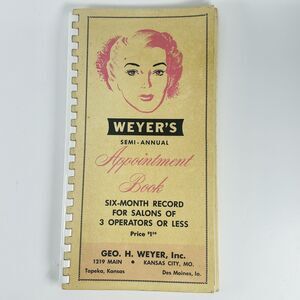 WEYER'S
SEMI-ANNUAL
Appointment
Book
SIX-MONTH RECORD
FOR SALONS OF
3 OPERATORS OR LESS
Price
GEO. H. WEYER, Inc.
1219 MAIN • KANSAS CITY, MO.
Topeka, Kansas Des Moines, Ia.